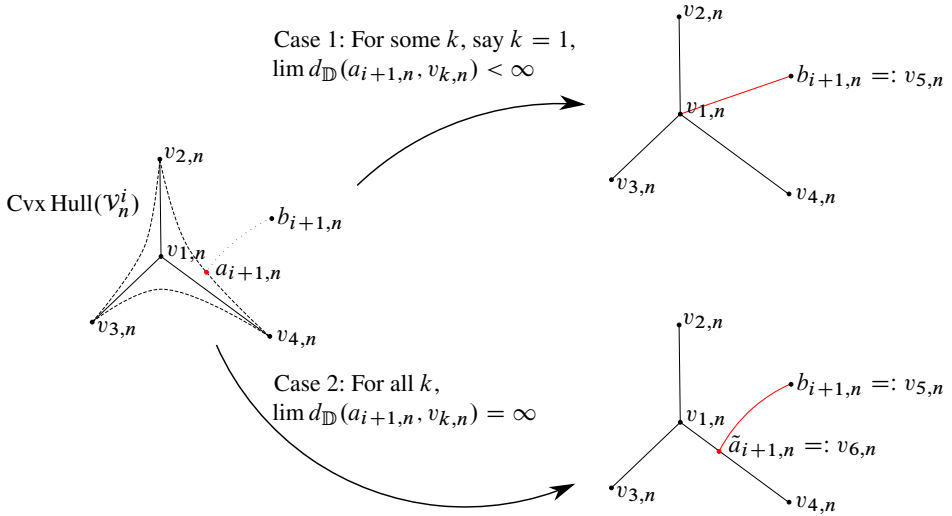 Case 1: For some k, say k = 1,
lim d_𝔻(a_{i+1,n}, v_{k,n}) < ∞
v_{2,n}
b_{i+1,n} =: v_{5,n}
v_{1,n}
v_{3,n}
v_{4,n}
v_{2,n}
Cvx Hull(𝒱_n^i)
b_{i+1,n}
v_{1,n}
a_{i+1,n}
v_{3,n}
v_{4,n}
Case 2: For all k,
lim d_𝔻(a_{i+1,n}, v_{k,n}) = ∞
v_{2,n}
b_{i+1,n} =: v_{5,n}
v_{1,n}
ã_{i+1,n} =: v_{6,n}
v_{3,n}
v_{4,n}